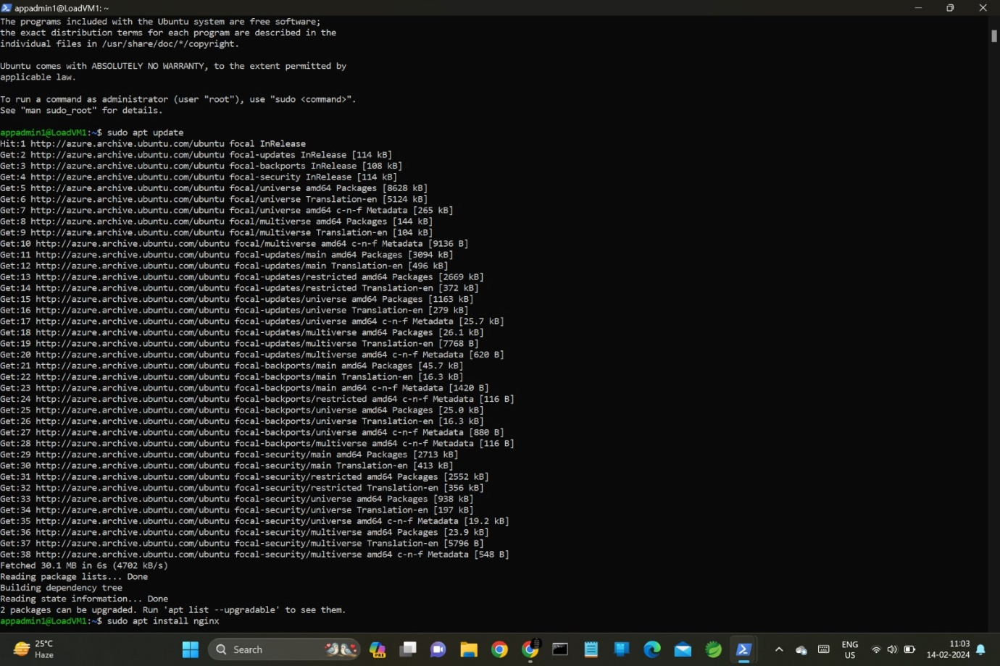 appadmin1@LoadVM1: ~
The programs included with the Ubuntu system are free software;
the exact distribution terms for each program are described in the
individual files in /usr/share/doc/*/copyright.
Ubuntu comes with ABSOLUTELY NO WARRANTY, to the extent permitted by
applicable law.
To run a command as administrator (user "root"), use "sudo <command>".
See "man sudo_root" for details.
appadmin1@LoadVM1:~$ sudo apt update
Hit:1 http://azure.archive.ubuntu.com/ubuntu focal InRelease
Get:2 http://azure.archive.ubuntu.com/ubuntu focal-updates InRelease [114 kB]
Get:3 http://azure.archive.ubuntu.com/ubuntu focal-backports InRelease [108 kB]
Get:4 http://azure.archive.ubuntu.com/ubuntu focal-security InRelease [114 kB]
Get:5 http://azure.archive.ubuntu.com/ubuntu focal/universe amd64 Packages [8628 kB]
Get:6 http://azure.archive.ubuntu.com/ubuntu focal/universe Translation-en [5124 kB]
Get:7 http://azure.archive.ubuntu.com/ubuntu focal/universe amd64 c-n-f Metadata [265 kB]
Get:8 http://azure.archive.ubuntu.com/ubuntu focal/multiverse amd64 Packages [144 kB]
Get:9 http://azure.archive.ubuntu.com/ubuntu focal/multiverse Translation-en [104 kB]
Get:10 http://azure.archive.ubuntu.com/ubuntu focal/multiverse amd64 c-n-f Metadata [9136 B]
Get:11 http://azure.archive.ubuntu.com/ubuntu focal-updates/main amd64 Packages [3094 kB]
Get:12 http://azure.archive.ubuntu.com/ubuntu focal-updates/main Translation-en [496 kB]
Get:13 http://azure.archive.ubuntu.com/ubuntu focal-updates/restricted amd64 Packages [2669 kB]
Get:14 http://azure.archive.ubuntu.com/ubuntu focal-updates/restricted Translation-en [372 kB]
Get:15 http://azure.archive.ubuntu.com/ubuntu focal-updates/universe amd64 Packages [1163 kB]
Get:16 http://azure.archive.ubuntu.com/ubuntu focal-updates/universe Translation-en [279 kB]
Get:17 http://azure.archive.ubuntu.com/ubuntu focal-updates/universe amd64 c-n-f Metadata [25.7 kB]
Get:18 http://azure.archive.ubuntu.com/ubuntu focal-updates/multiverse amd64 Packages [26.1 kB]
Get:19 http://azure.archive.ubuntu.com/ubuntu focal-updates/multiverse Translation-en [7768 B]
Get:20 http://azure.archive.ubuntu.com/ubuntu focal-updates/multiverse amd64 c-n-f Metadata [620 B]
Get:21 http://azure.archive.ubuntu.com/ubuntu focal-backports/main amd64 Packages [45.7 kB]
Get:22 http://azure.archive.ubuntu.com/ubuntu focal-backports/main Translation-en [16.3 kB]
Get:23 http://azure.archive.ubuntu.com/ubuntu focal-backports/main amd64 c-n-f Metadata [1420 B]
Get:24 http://azure.archive.ubuntu.com/ubuntu focal-backports/restricted amd64 c-n-f Metadata [116 B]
Get:25 http://azure.archive.ubuntu.com/ubuntu focal-backports/universe amd64 Packages [25.0 kB]
Get:26 http://azure.archive.ubuntu.com/ubuntu focal-backports/universe Translation-en [16.3 kB]
Get:27 http://azure.archive.ubuntu.com/ubuntu focal-backports/universe amd64 c-n-f Metadata [880 B]
Get:28 http://azure.archive.ubuntu.com/ubuntu focal-backports/multiverse amd64 c-n-f Metadata [116 B]
Get:29 http://azure.archive.ubuntu.com/ubuntu focal-security/main amd64 Packages [2713 kB]
Get:30 http://azure.archive.ubuntu.com/ubuntu focal-security/main Translation-en [413 kB]
Get:31 http://azure.archive.ubuntu.com/ubuntu focal-security/restricted amd64 Packages [2552 kB]
Get:32 http://azure.archive.ubuntu.com/ubuntu focal-security/restricted Translation-en [356 kB]
Get:33 http://azure.archive.ubuntu.com/ubuntu focal-security/universe amd64 Packages [938 kB]
Get:34 http://azure.archive.ubuntu.com/ubuntu focal-security/universe Translation-en [197 kB]
Get:35 http://azure.archive.ubuntu.com/ubuntu focal-security/universe amd64 c-n-f Metadata [19.2 kB]
Get:36 http://azure.archive.ubuntu.com/ubuntu focal-security/multiverse amd64 Packages [23.9 kB]
Get:37 http://azure.archive.ubuntu.com/ubuntu focal-security/multiverse Translation-en [5796 B]
Get:38 http://azure.archive.ubuntu.com/ubuntu focal-security/multiverse amd64 c-n-f Metadata [548 B]
Fetched 30.1 MB in 6s (4702 kB/s)
Reading package lists... Done
Building dependency tree
Reading state information... Done
2 packages can be upgraded. Run 'apt list --upgradable' to see them.
appadmin1@LoadVM1:~$ sudo apt install nginx
25°C
Haze
Search
PRE
ENG
US
11:03
14-02-2024